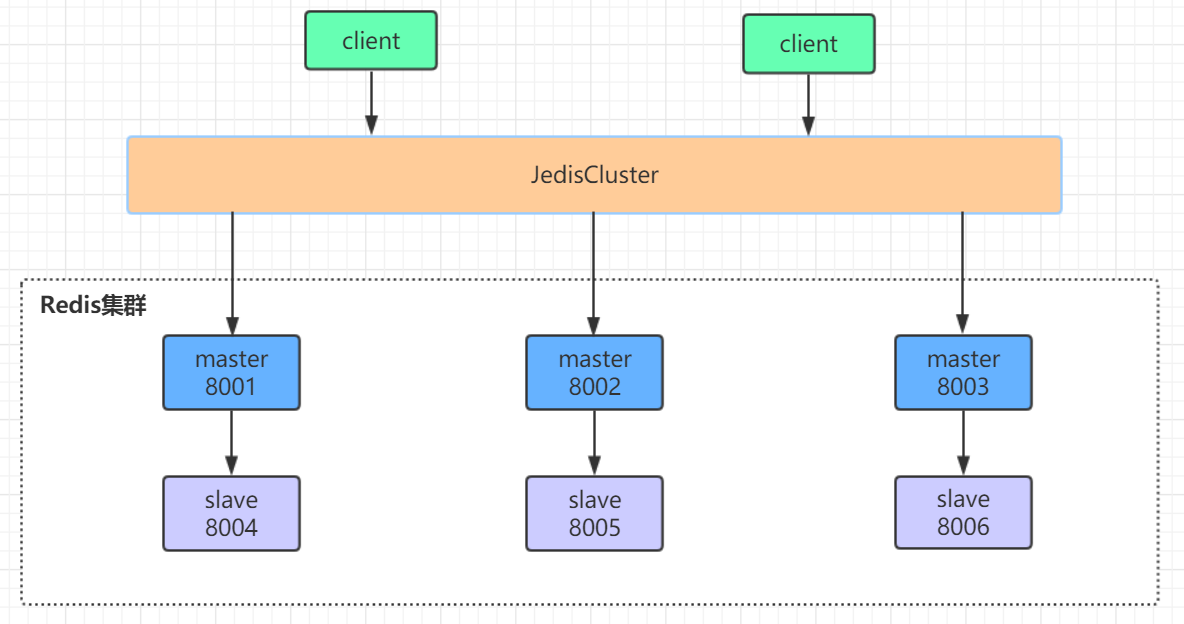 client
client
JedisCluster
Redis集群
master
8001
master
8002
master
8003
slave
8004
slave
8005
slave
8006